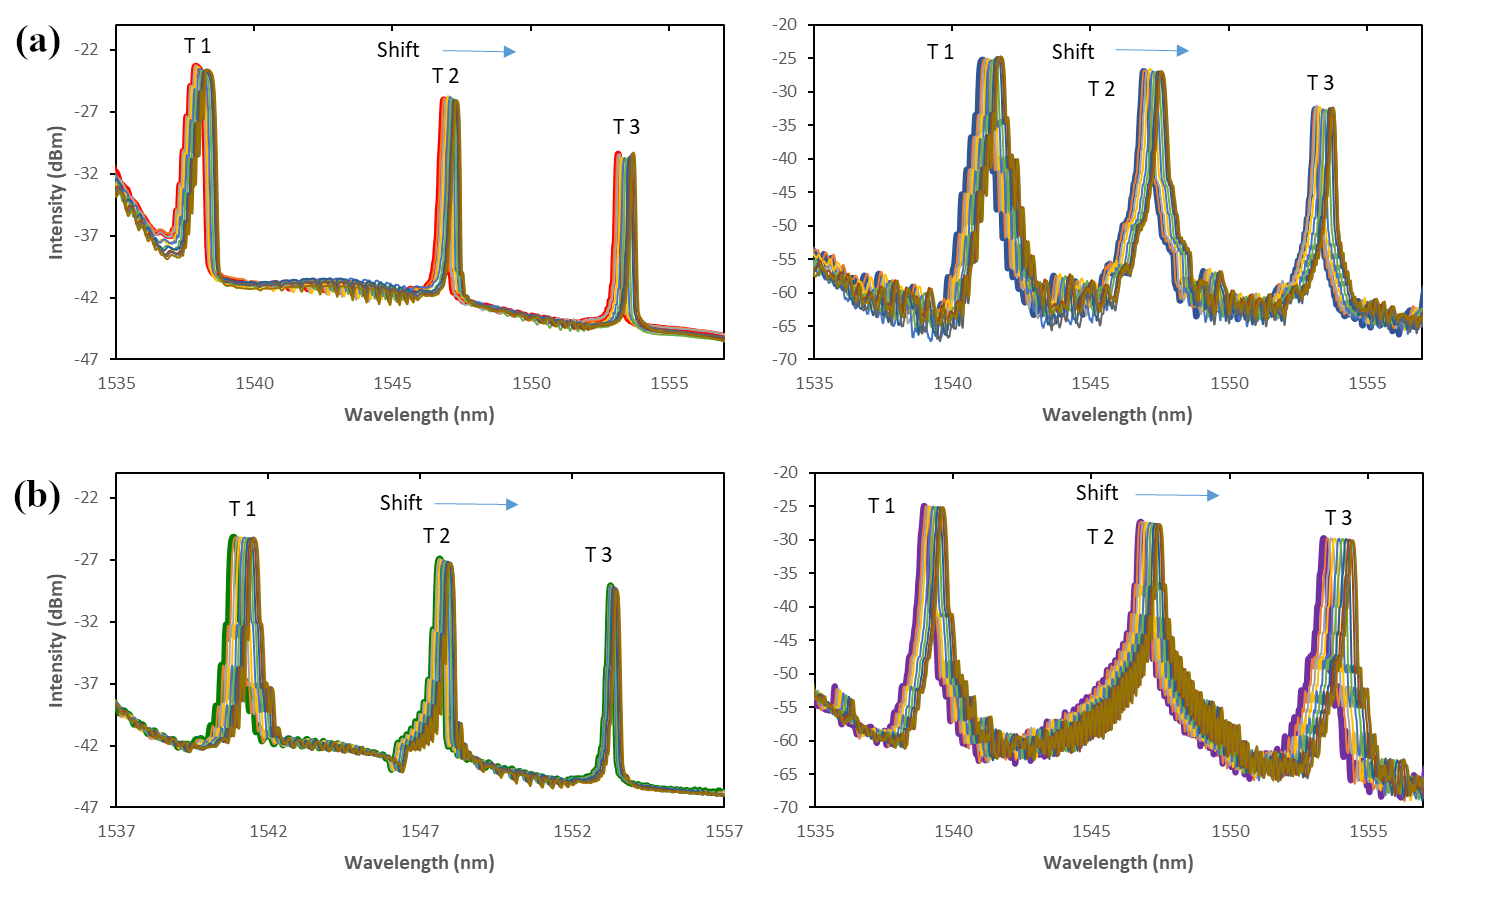 (a)
T 1
Shift
T 2
T 3
-22
-27
-32
-37
-42
-47
Intensity (dBm)
1535
1540
1545
1550
1555
Wavelength (nm)
T 1
Shift
T 2
T 3
-20
-25
-30
-35
-40
-45
-50
-55
-60
-65
-70
1535
1540
1545
1550
1555
Wavelength (nm)
(b)
T 1
Shift
T 2
T 3
-22
-27
-32
-37
-42
-47
Intensity (dBm)
1537
1542
1547
1552
1557
Wavelength (nm)
T 1
Shift
T 2
T 3
-20
-25
-30
-35
-40
-45
-50
-55
-60
-65
-70
1535
1540
1545
1550
1555
Wavelength (nm)